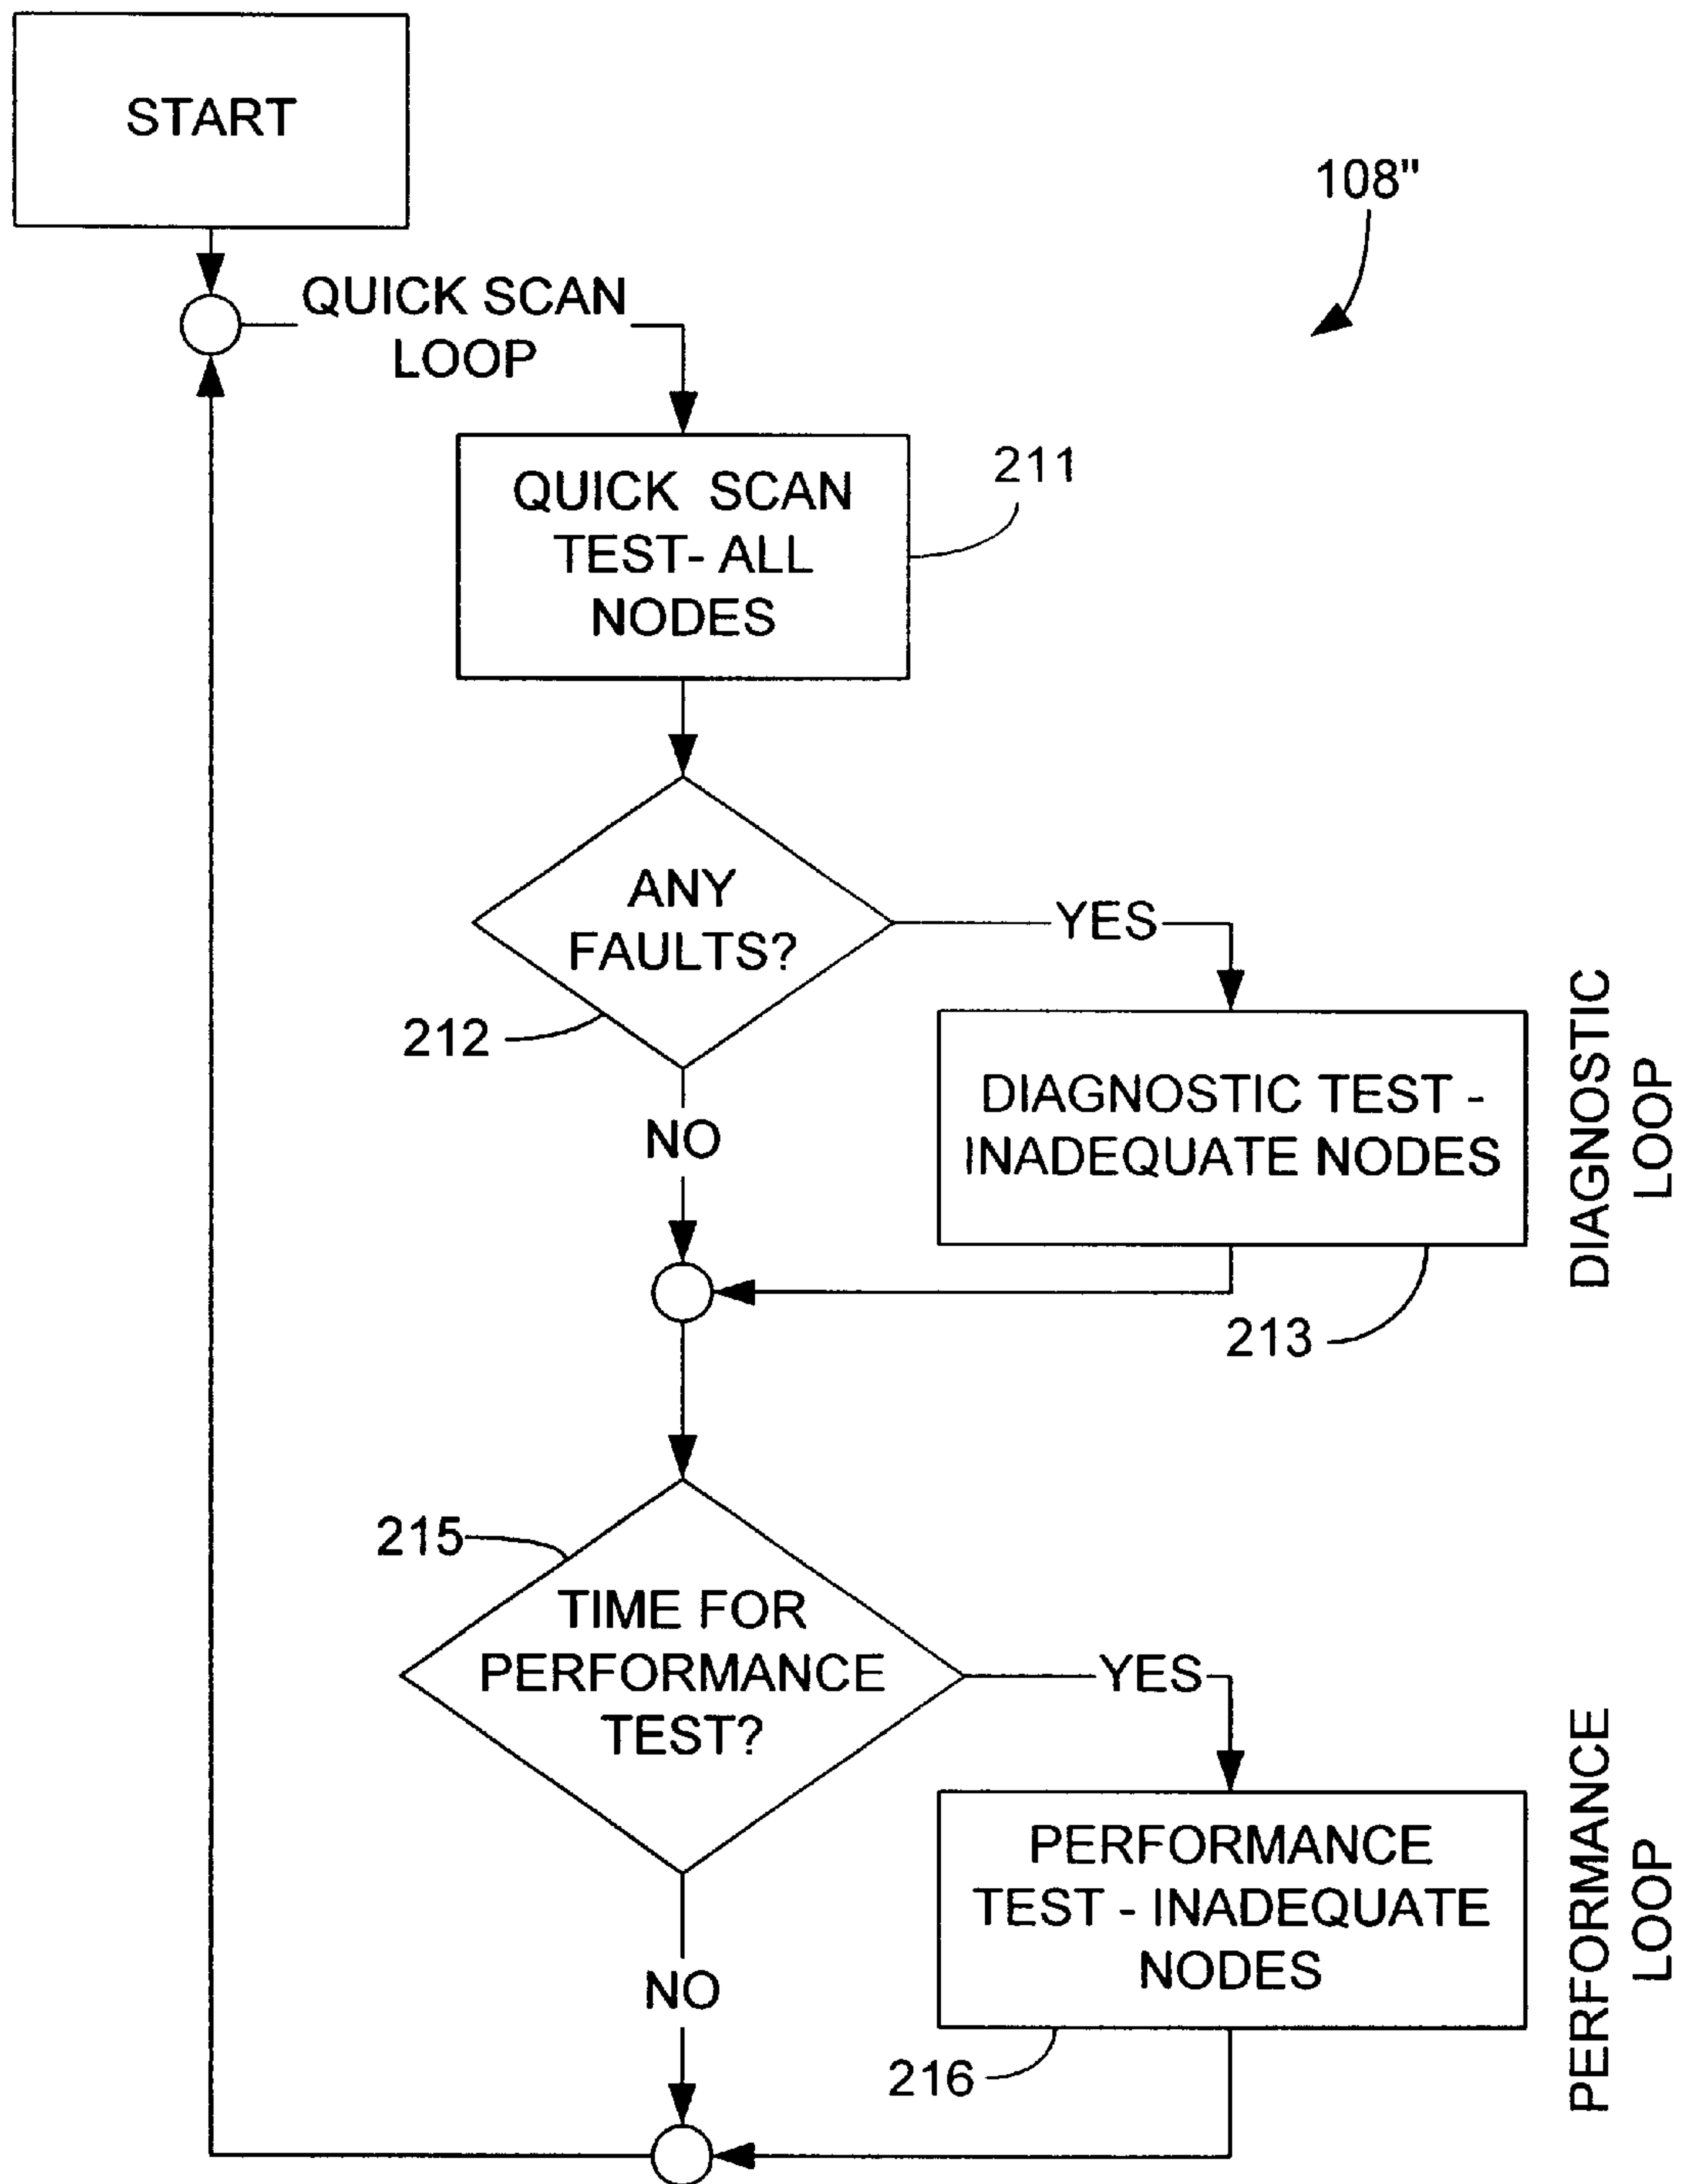 START
108"
QUICK SCAN
LOOP
211
QUICK SCAN
TEST- ALL
NODES
ANY
FAULTS?
YES
212
NO
DIAGNOSTIC TEST -
INADEQUATE NODES
DIAGNOSTIC
LOOP
213
215
TIME FOR
PERFORMANCE
TEST?
YES
PERFORMANCE
TEST - INADEQUATE
NODES
PERFORMANCE
LOOP
NO
216